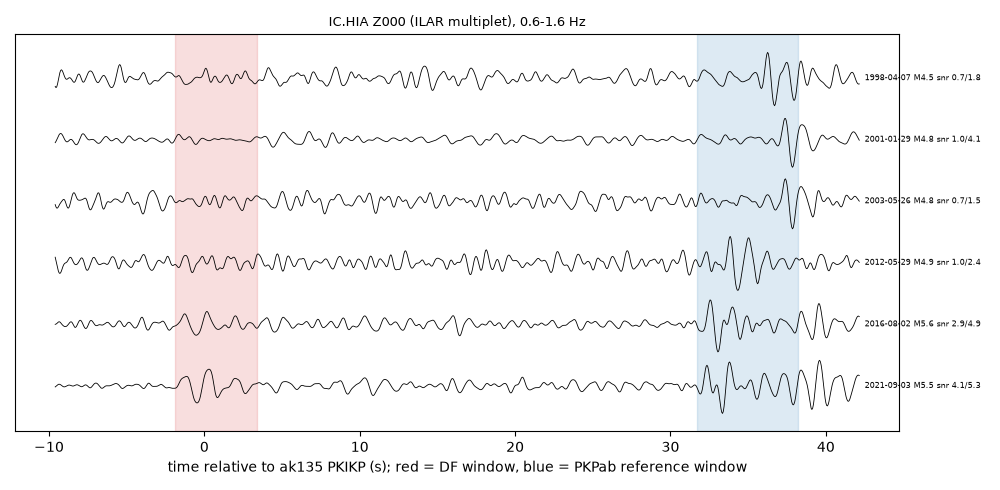 IC.HIA Z000 (ILAR multiplet), 0.6-1.6 Hz
1998-04-07 M4.5 snr 0.7/1.8
2001-01-29 M4.8 snr 1.0/4.1
2003-05-26 M4.8 snr 0.7/1.5
2012-05-29 M4.9 snr 1.0/2.4
2016-08-02 M5.6 snr 2.9/4.9
2021-09-03 M5.5 snr 4.1/5.3
−10 0 10 20 30 40
time relative to ak135 PKIKP (s); red = DF window, blue = PKPab reference window